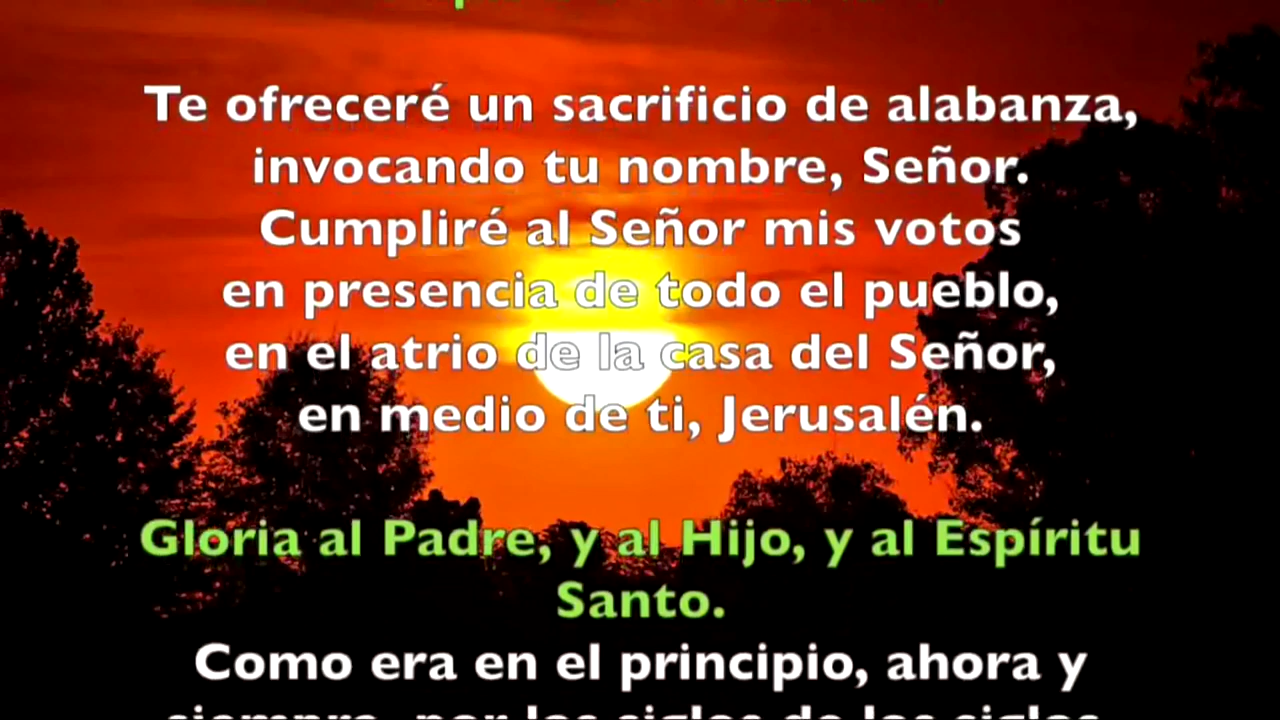 Te ofreceré un sacrificio de alabanza,
invocando tu nombre, Señor.
Cumpliré al Señor mis votos
en presencia de todo el pueblo,
en el atrio de la casa del Señor,
en medio de ti, Jerusalén.
Gloria al Padre, y al Hijo, y al Espíritu
Santo.
Como era en el principio, ahora y
siempre, por los siglos de los siglos